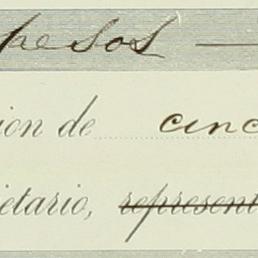 pesos
ion de cinc
ietario, represent